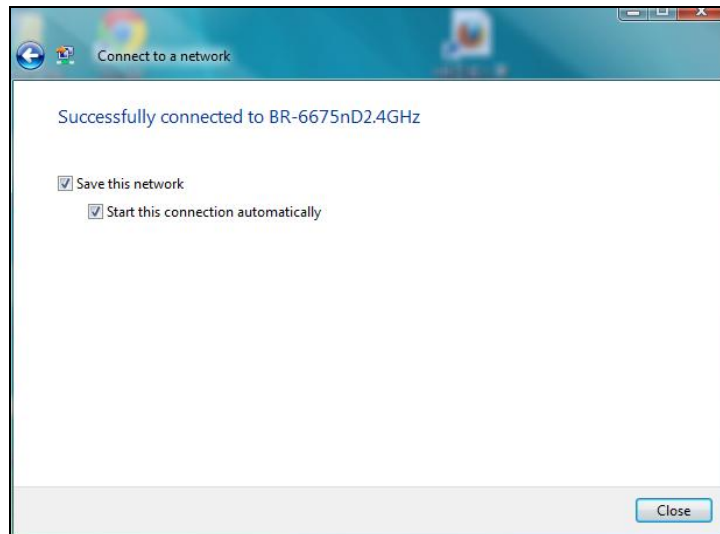 Connect to a network
Successfully connected to BR-6675nD2.4GHz
Save this network
Start this connection automatically
Close